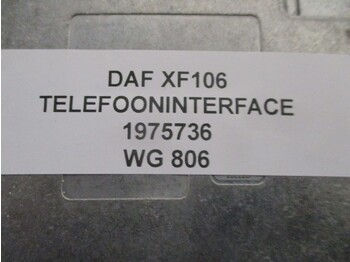 DAF XF106
TELEFOONINTERFACE
1975736
WG 806